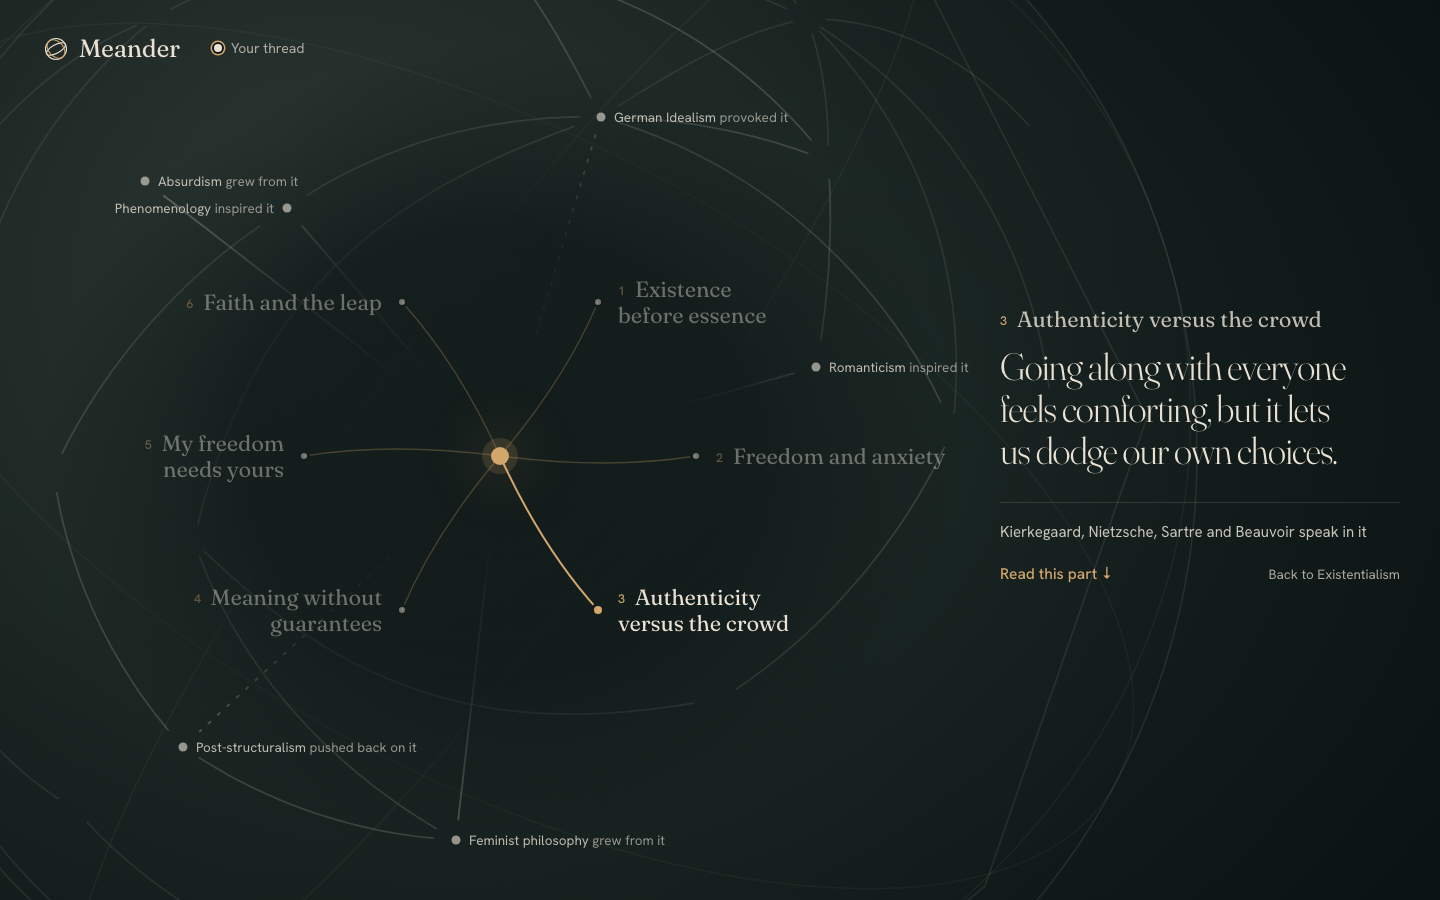 Meander
Your thread
German Idealism provoked it
Absurdism grew from it
Phenomenology inspired it
6 Faith and the leap
1 Existence
before essence
Romanticism inspired it
5 My freedom
needs yours
2 Freedom and anxiety
4 Meaning without
guarantees
3 Authenticity
versus the crowd
Post-structuralism pushed back on it
Feminist philosophy grew from it
3 Authenticity versus the crowd
Going along with everyone
feels comforting, but it lets
us dodge our own choices.
Kierkegaard, Nietzsche, Sartre and Beauvoir speak in it
Read this part ↓
Back to Existentialism